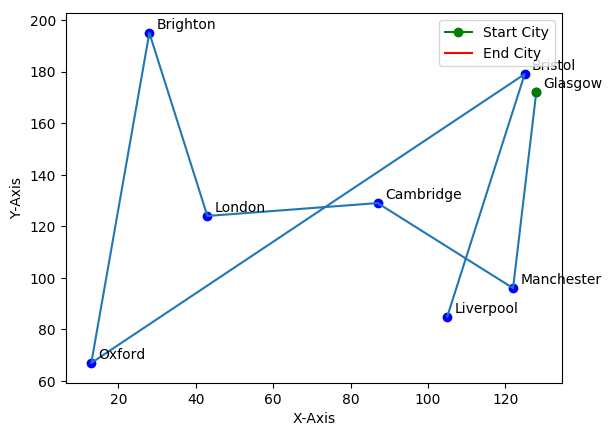 Start City
End City
Brighton
Bristol
Glasgow
London
Cambridge
Manchester
Liverpool
Oxford
200
180
160
140
120
100
80
60
Y-Axis
20
40
60
80
100
120
X-Axis